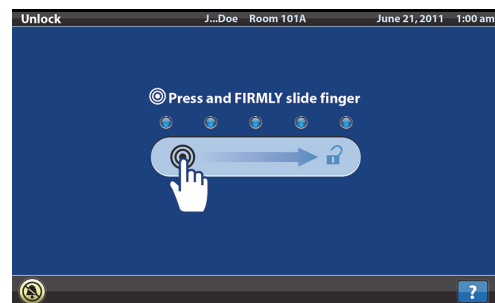 Unlock J...Doe Room 101A June 21, 2011 1:00 am
Press and FIRMLY slide finger
?